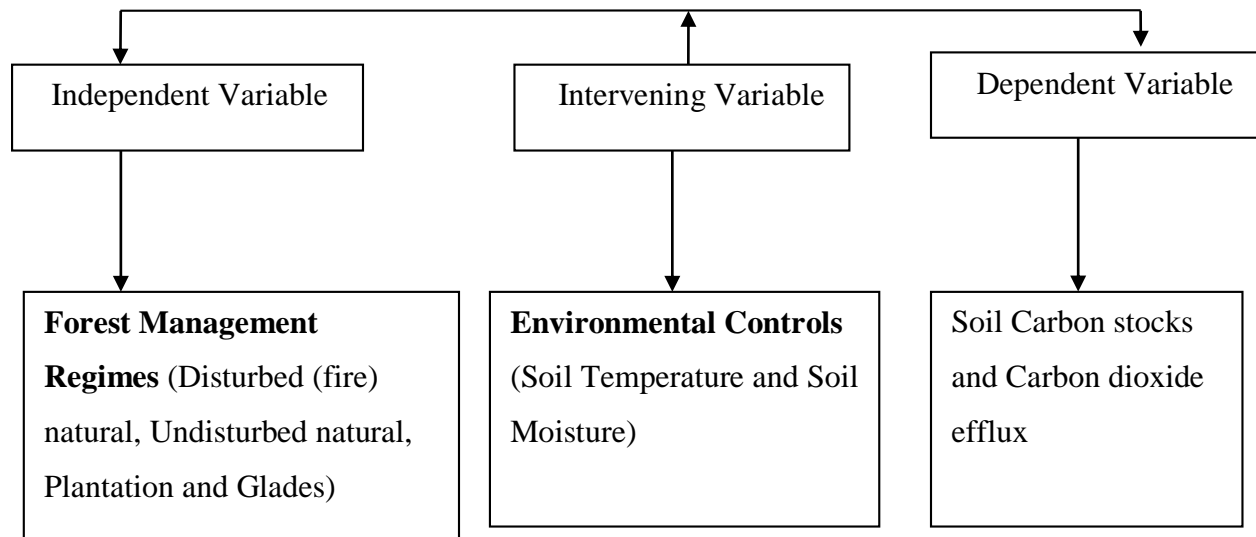 Independent Variable
Intervening Variable
Dependent Variable
Forest Management
Regimes (Disturbed (fire)
natural, Undisturbed natural,
Plantation and Glades)
Environmental Controls
(Soil Temperature and Soil
Moisture)
Soil Carbon stocks
and Carbon dioxide
efflux